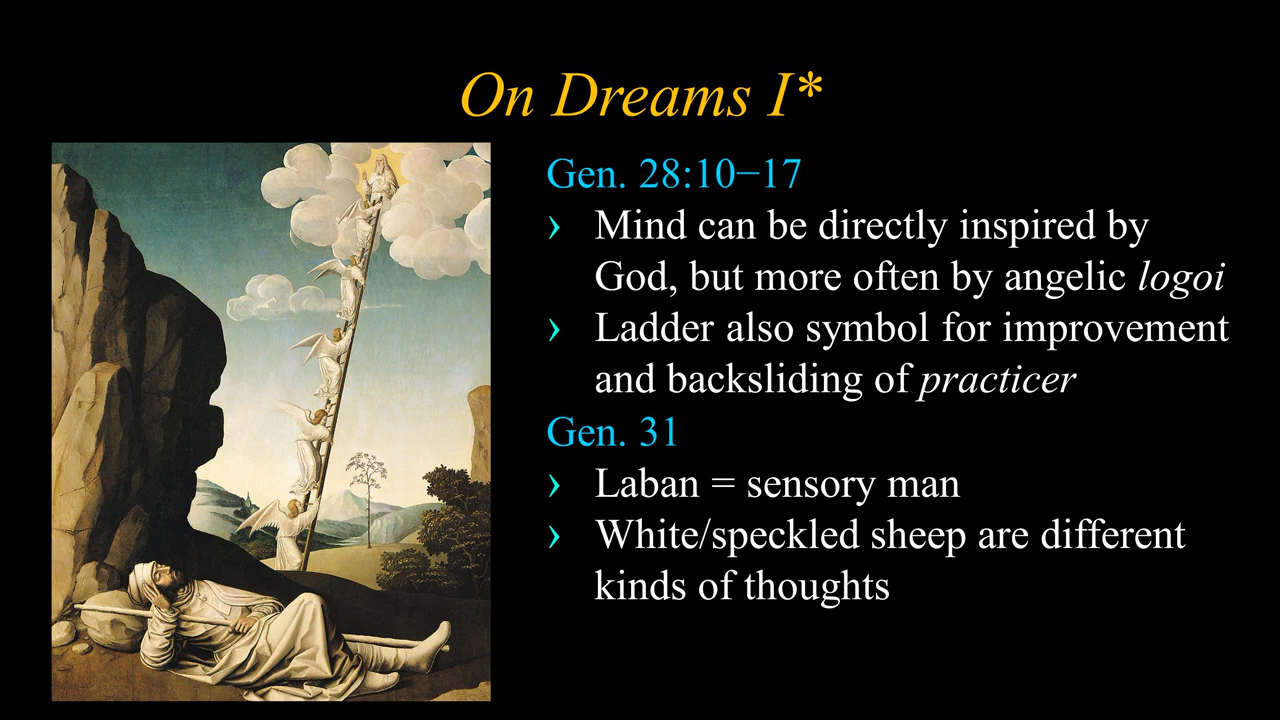 On Dreams I*
Gen. 28:10−17
› Mind can be directly inspired by
God, but more often by angelic logoi
› Ladder also symbol for improvement
and backsliding of practicer
Gen. 31
› Laban = sensory man
› White/speckled sheep are different
kinds of thoughts